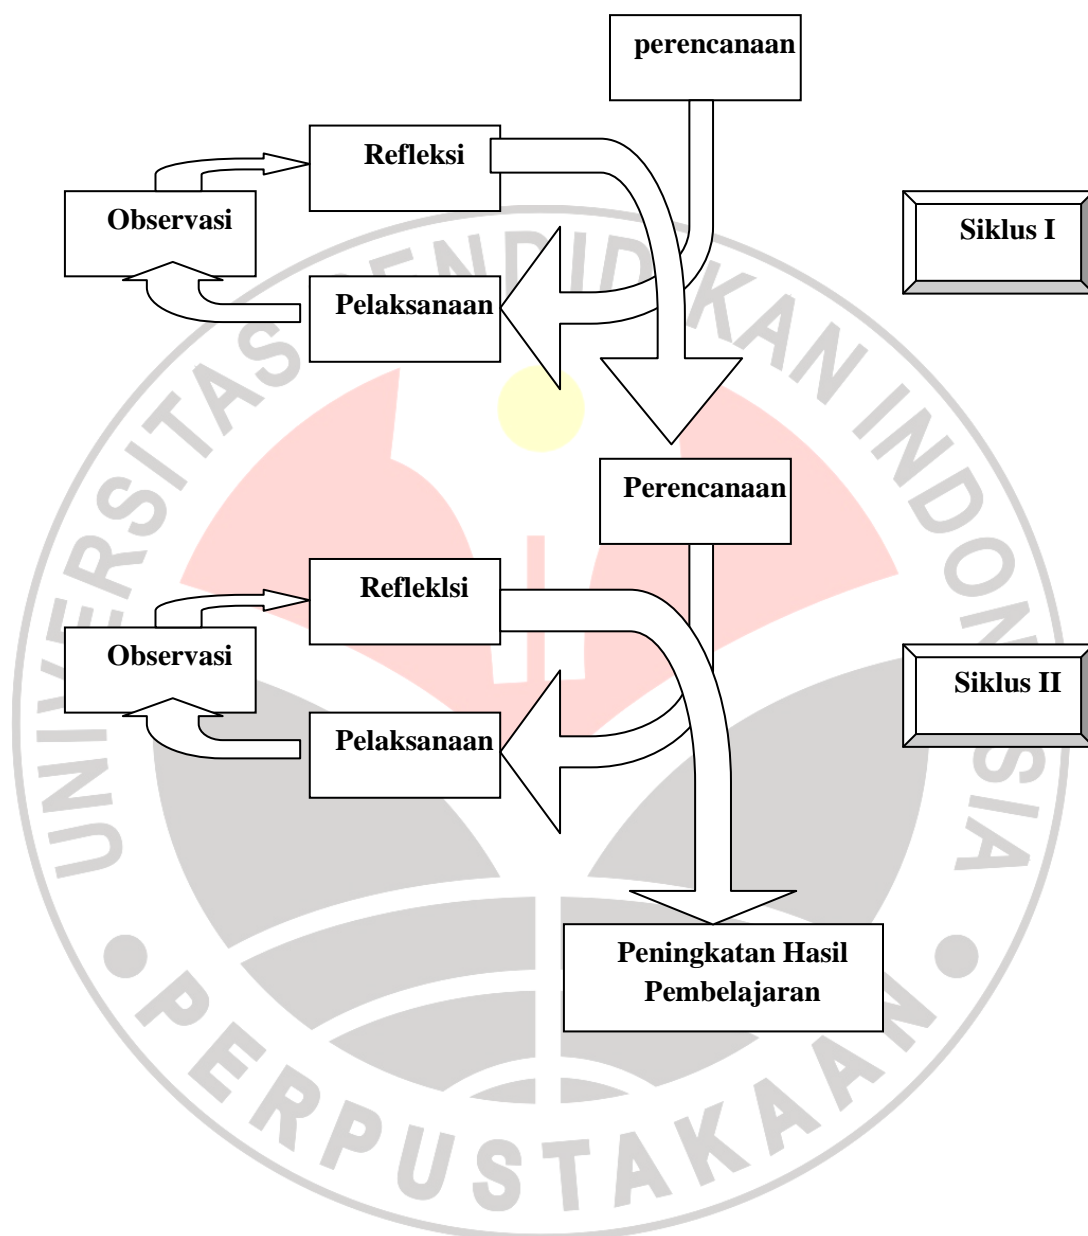 perencanaan
Refleksi
Observasi
Siklus I
Pelaksanaan
Perencanaan
Refleklsi
Observasi
Siklus II
Pelaksanaan
Peningkatan Hasil
Pembelajaran
UNIVERSITAS PENDIDIKAN INDONESIA
PERPUSTAKAAN